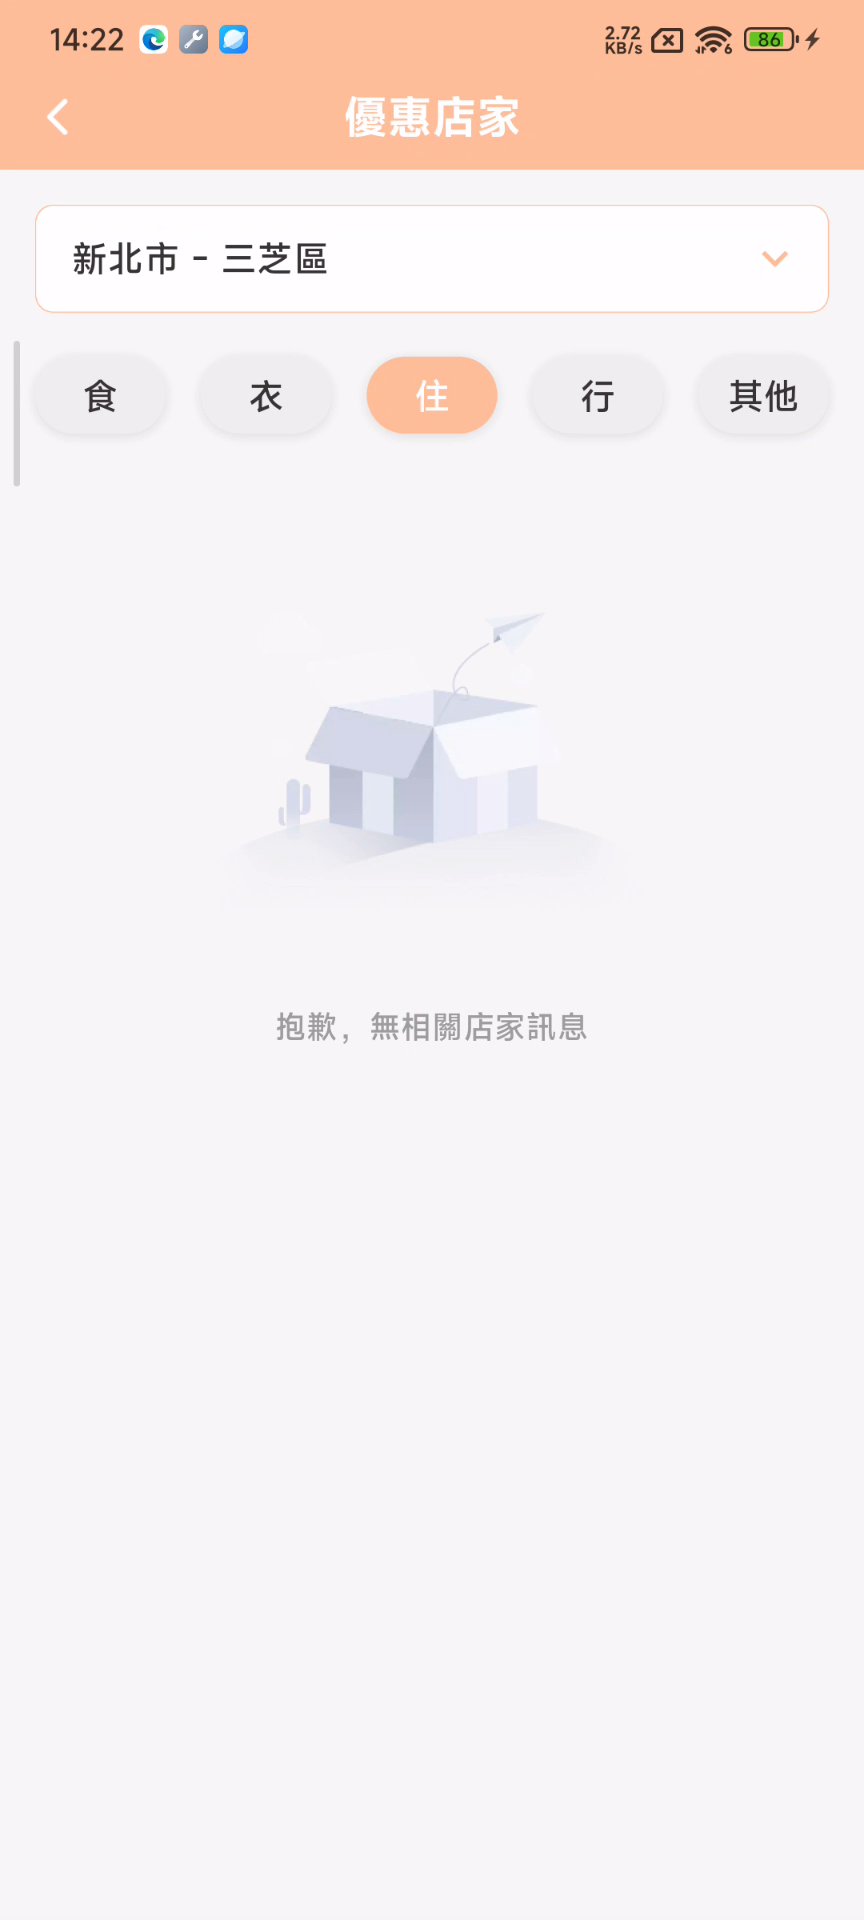 14:22
2.72
KB/s
6
86
優惠店家
新北市 - 三芝區
食
衣
住
行
其他
抱歉，無相關店家訊息